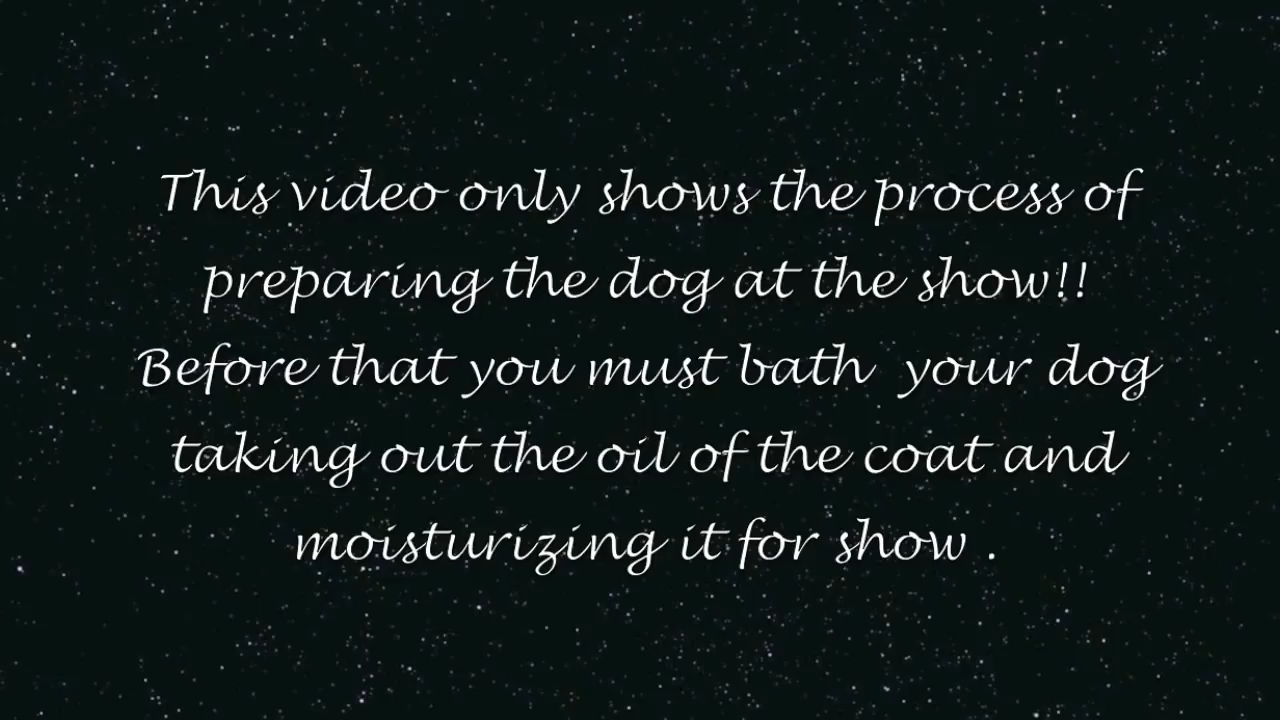 This video only shows the process of
preparing the dog at the show!!
Before that you must bath  your dog
taking out the oil of the coat and
moisturizing it for show .